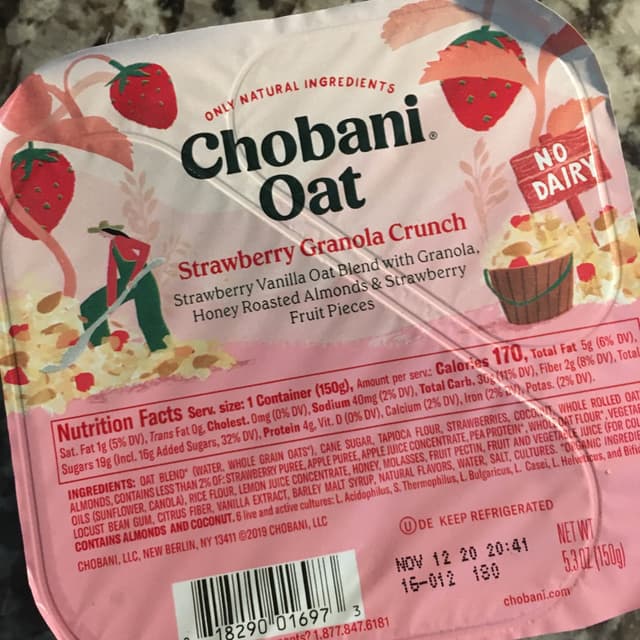 ONLY NATURAL INGREDIENTS
Chobani®
Oat
NO
DAIRY
Strawberry Granola Crunch
Strawberry Vanilla Oat Blend with Granola,
Honey Roasted Almonds & Strawberry
Fruit Pieces
Nutrition Facts Serv. size: 1 Container (150g), Amount per serv.: Calories 170, Total Fat 5g (6% DV),
Sat. Fat 1g (5% DV), Trans Fat 0g, Cholest. 0mg (0% DV), Sodium 40mg (2% DV), Total Carb. 30g (11% DV), Fiber 2g (8% DV), Total
Sugars 19g (Incl. 16g Added Sugars, 32% DV), Protein 4g, Vit. D (0% DV), Calcium (2% DV), Iron (2% DV), Potas. (2% DV).
INGREDIENTS: OAT BLEND* (WATER, WHOLE GRAIN OATS*), CANE SUGAR, TAPIOCA FLOUR, STRAWBERRIES, COCONUT, WHOLE ROLLED OAT
ALMONDS, CONTAINS LESS THAN 2% OF: STRAWBERRY PUREE, APPLE PUREE, APPLE JUICE CONCENTRATE, PEA PROTEIN*, WHOLE OAT FLOUR*, VEGETA
OILS (SUNFLOWER, CANOLA), RICE FLOUR, LEMON JUICE CONCENTRATE, HONEY, MOLASSES, FRUIT PECTIN, FRUIT AND VEGETABLE JUICE (FOR CO
LOCUST BEAN GUM, CITRUS FIBER, VANILLA EXTRACT, BARLEY MALT SYRUP, NATURAL FLAVORS, WATER, SALT, CULTURES. *ORGANIC INGRED
CONTAINS ALMONDS AND COCONUT. 6 live and active cultures: L. Acidophilus, S. Thermophilus, L. Bulgaricus, L. Casei, L. Helveticus, and Bifi
CHOBANI, LLC, NEW BERLIN, NY 13411 ©2019 CHOBANI, LLC
U DE KEEP REFRIGERATED
NOV 12 20 20:41
16-012 180
NET WT
5.3 OZ (150g)
chobani.com
18290 01697 3
1.877.847.6181